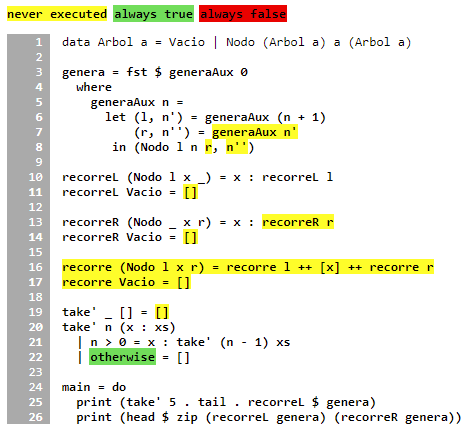 never executed always true always false
1 data Arbol a = Vacio | Nodo (Arbol a) a (Arbol a)
2
3 genera = fst $ generaAux 0
4   where
5     generaAux n =
6       let (l, n') = generaAux (n + 1)
7           (r, n'') = generaAux n'
8        in (Nodo l n r, n'')
9
10 recorreL (Nodo l x _) = x : recorreL l
11 recorreL Vacio = []
12
13 recorreR (Nodo _ x r) = x : recorreR r
14 recorreR Vacio = []
15
16 recorre (Nodo l x r) = recorre l ++ [x] ++ recorre r
17 recorre Vacio = []
18
19 take' _ [] = []
20 take' n (x : xs)
21   | n > 0 = x : take' (n - 1) xs
22   | otherwise = []
23
24 main = do
25   print (take' 5 . tail . recorreL $ genera)
26   print (head $ zip (recorreL genera) (recorreR genera))